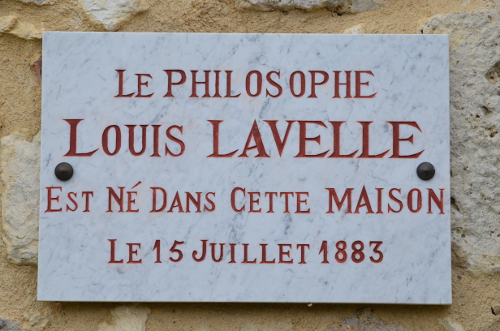 Le Philosophe
Louis LAVELLE
Est Né Dans Cette MAISON
Le 15 Juillet 1883